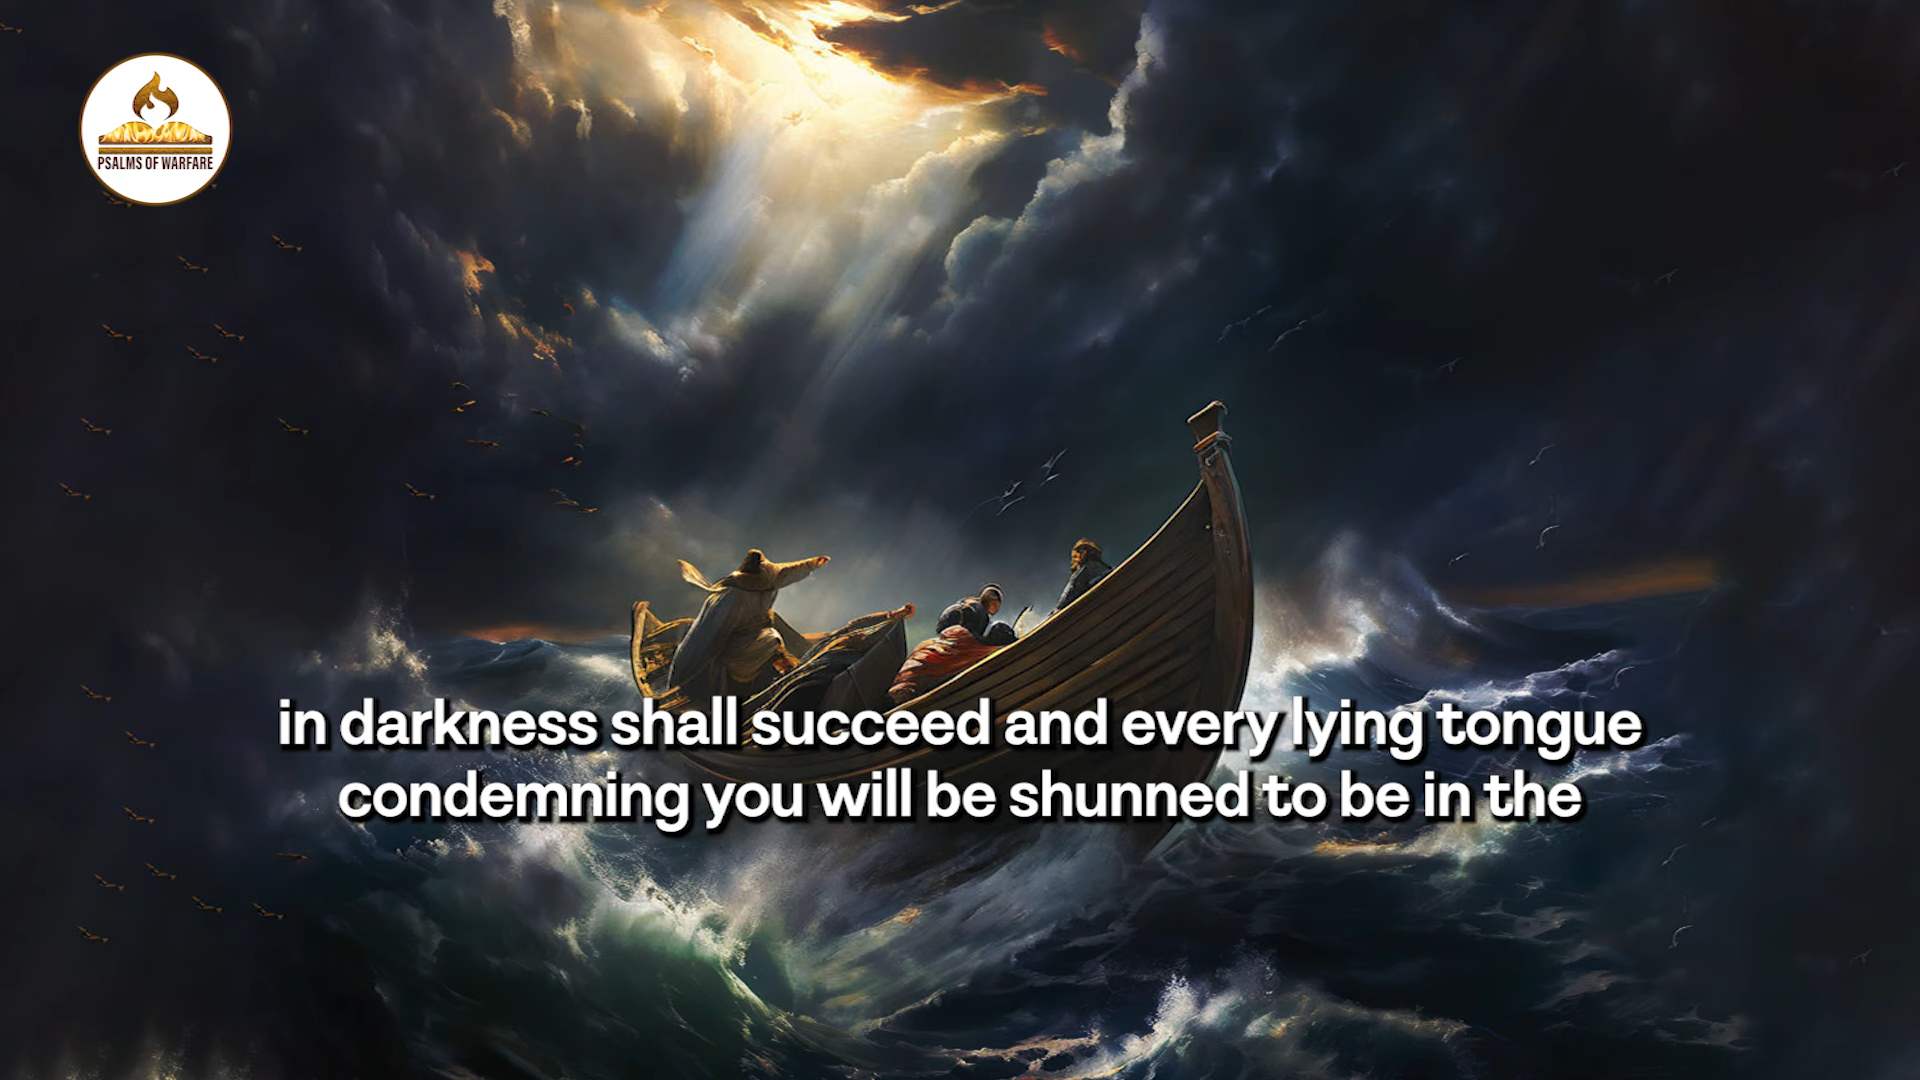 PSALMS OF WARFARE
in darkness shall succeed and every lying tongue
condemning you will be shunned to be in the